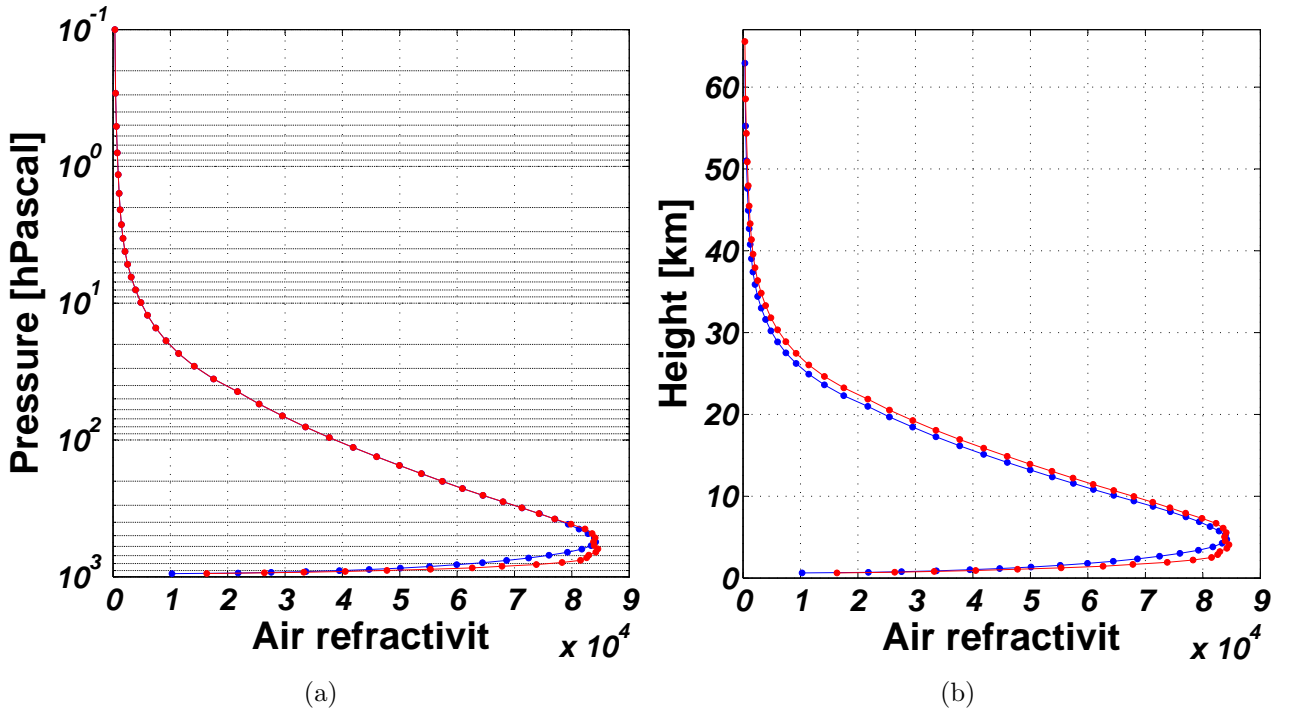 10^-1
10^0
10^1
10^2
10^3
Pressure [hPascal]
0 1 2 3 4 5 6 7 8 9
Air refractivit
x 10^4
(a)
60
50
40
30
20
10
0
Height [km]
0 1 2 3 4 5 6 7 8 9
Air refractivit
x 10^4
(b)